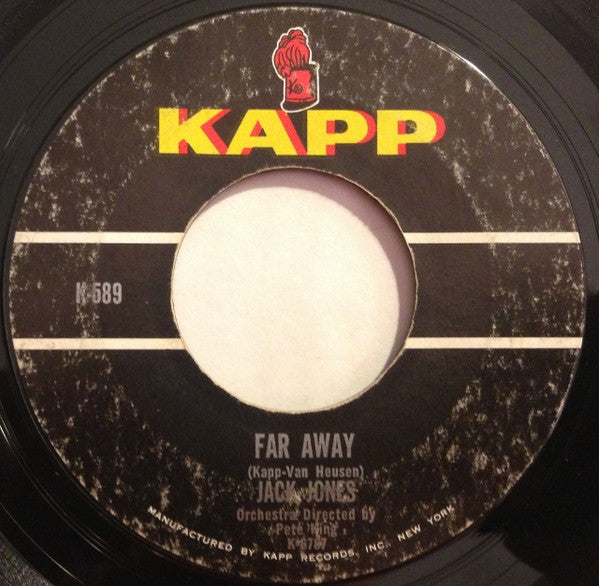 KAPP
K-589
FAR AWAY
(Kapp-Van Heusen)
JACK JONES
Orchestra Directed by
Pete King
MANUFACTURED BY KAPP RECORDS, INC., NEW YORK